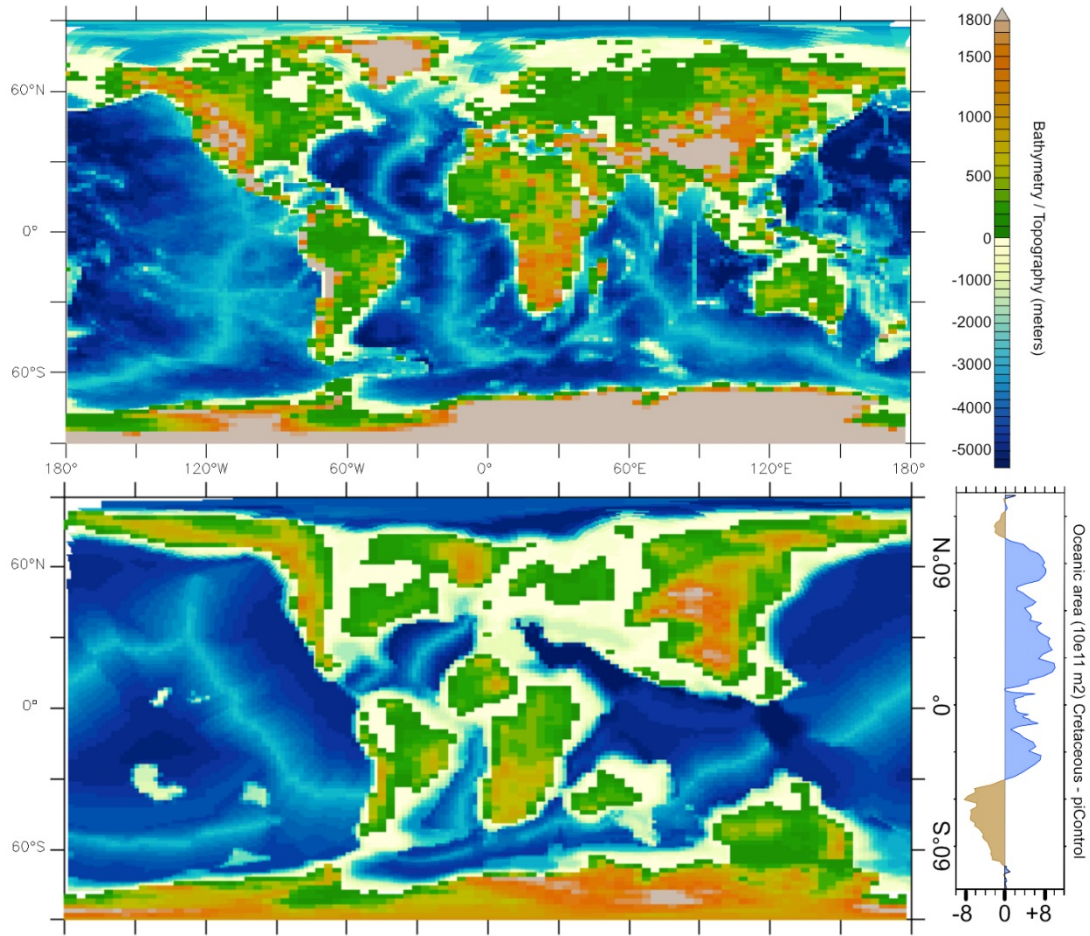 60°N
0°
60°S
180°
120°W
60°W
0°
60°E
120°E
180°
1800
1500
1000
500
0
-1000
-2000
-3000
-4000
-5000
Bathymetry / Topography (meters)
60°N
0°
60°S
60°N
0°
60°S
Oceanic area (10e11 m2) Cretaceous - piControl
-8
0
+8